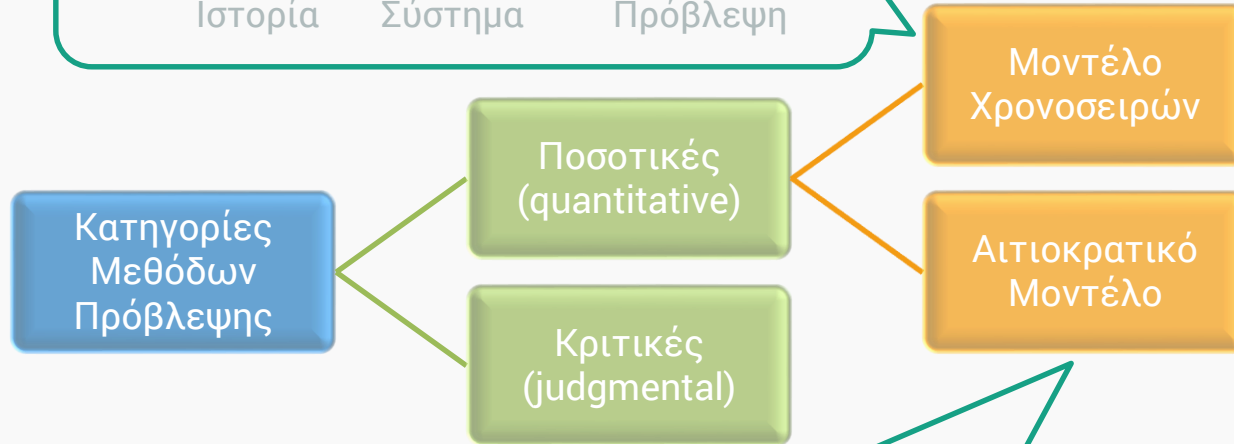 Ιστορία Σύστημα Πρόβλεψη
Μοντέλο
Χρονοσειρών
Ποσοτικές
(quantitative)
Κατηγορίες
Μεθόδων
Πρόβλεψης
Αιτιοκρατικό
Μοντέλο
Κριτικές
(judgmental)